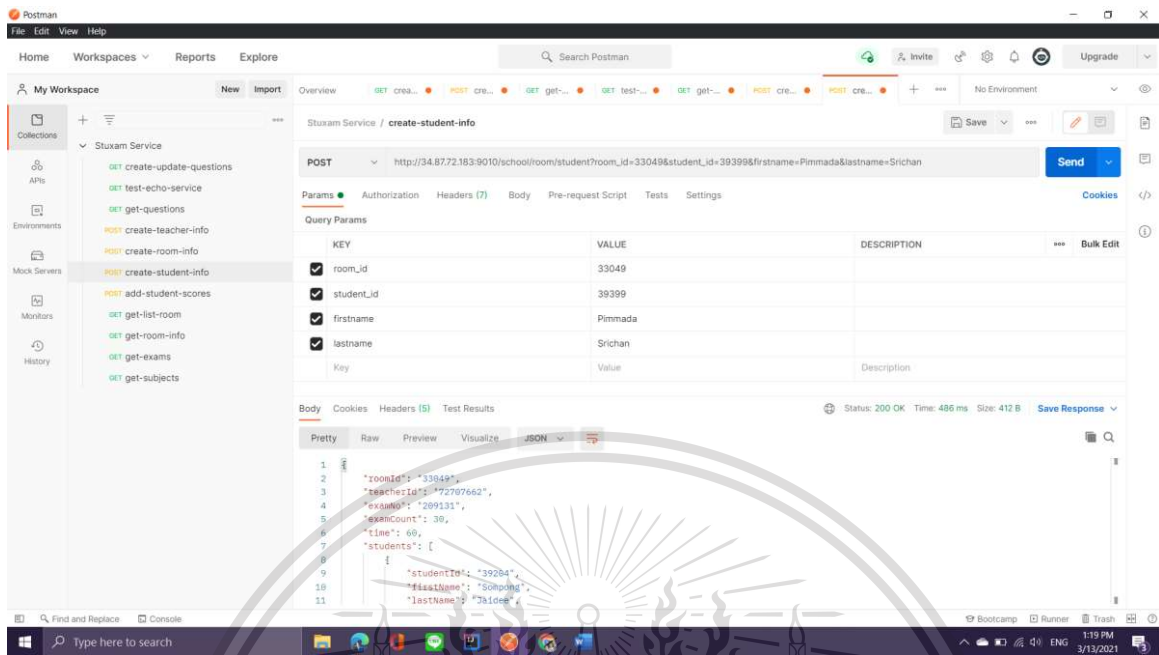 Postman
File Edit View Help
Home Workspaces Reports Explore
Search Postman
Invite
Upgrade
My Workspace
New Import
Overview
GET crea...
POST cre...
GET get-...
GET test-...
GET get-...
POST cre...
POST cre...
No Environment
Collections
APIs
Environments
Mock Servers
Monitors
History
Stuxam Service
GET create-update-questions
GET test-echo-service
GET get-questions
POST create-teacher-info
POST create-room-info
POST create-student-info
POST add-student-scores
GET get-list-room
GET get-room-info
GET get-exams
GET get-subjects
Stuxam Service / create-student-info
Save
POST http://34.87.72.183:9010/school/room/student?room_id=33049&student_id=39399&firstname=Pimmada&lastname=Srichan
Send
Params Authorization Headers (7) Body Pre-request Script Tests Settings Cookies
Query Params
KEY VALUE DESCRIPTION Bulk Edit
room_id 33049
student_id 39399
firstname Pimmada
lastname Srichan
Key Value Description
Body Cookies Headers (5) Test Results
Status: 200 OK Time: 486 ms Size: 412 B Save Response
Pretty Raw Preview Visualize JSON
1 {
2 "roomId": "33049",
3 "teacherId": "72707662",
4 "examNo": "209131",
5 "examCount": 30,
6 "time": 60,
7 "students": [
8 {
9 "studentId": "39284",
10 "firstName": "Sompong",
11 "lastName": "Jaidee",
Find and Replace Console
Bootcamp Runner Trash
Type here to search
ENG
1:19 PM
3/13/2021
3